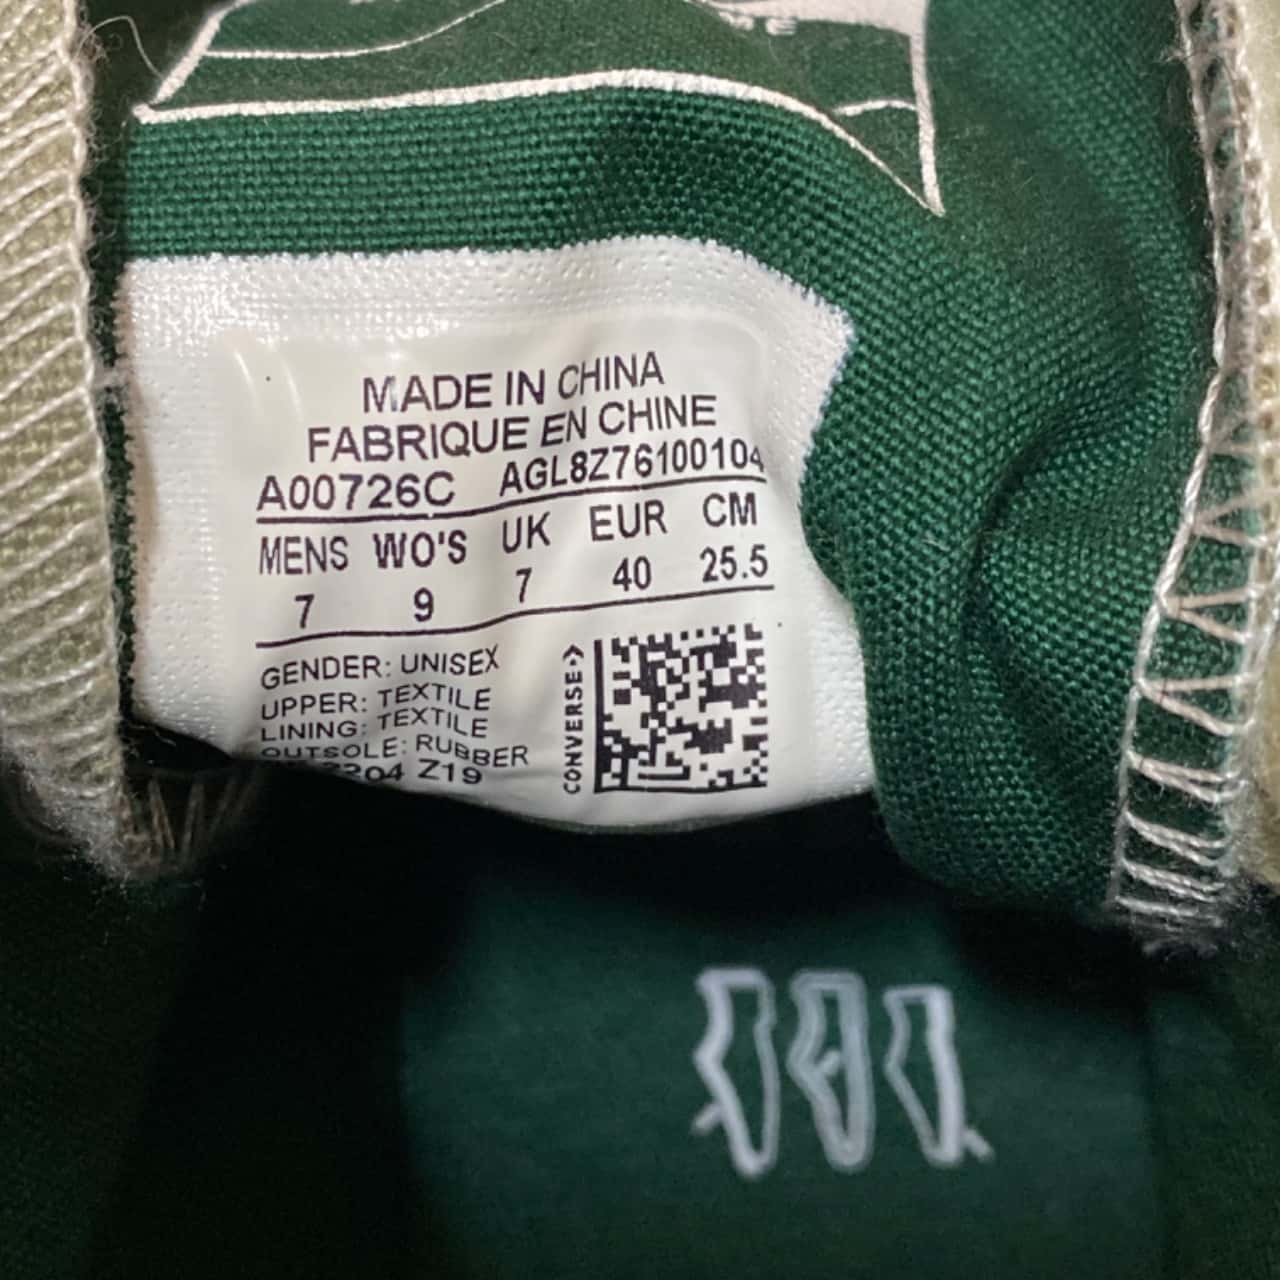 MADE IN CHINA
FABRIQUE EN CHINE
A00726C AGL8Z76100104
MENS WO'S UK EUR CM
7 9 7 40 25.5
GENDER: UNISEX
UPPER: TEXTILE
LINING: TEXTILE
OUTSOLE: RUBBER
Z19
CONVERSE